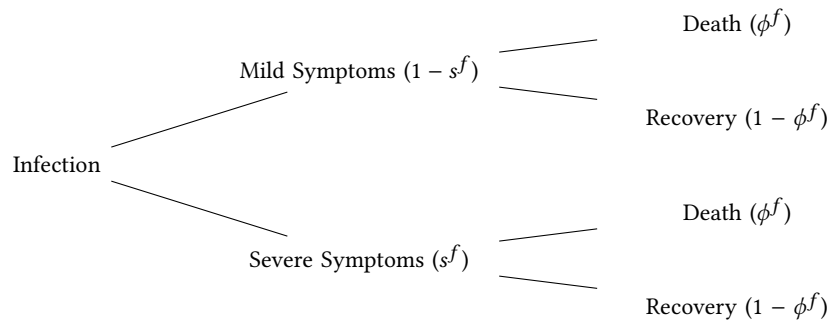 Death (ϕ^f)
Mild Symptoms (1 − s^f)
Recovery (1 − ϕ^f)
Infection
Death (ϕ^f)
Severe Symptoms (s^f)
Recovery (1 − ϕ^f)